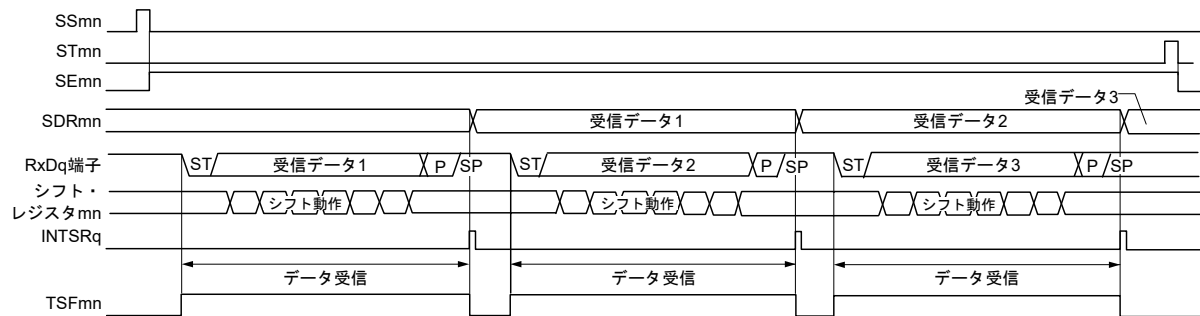 SSmn
STmn
SEmn
受信データ3
SDRmn 受信データ1 受信データ2
RxDq端子 ST 受信データ1 P SP ST 受信データ2 P SP ST 受信データ3 P SP
シフト・
レジスタmn シフト動作 シフト動作 シフト動作
INTSRq
データ受信 データ受信 データ受信
TSFmn